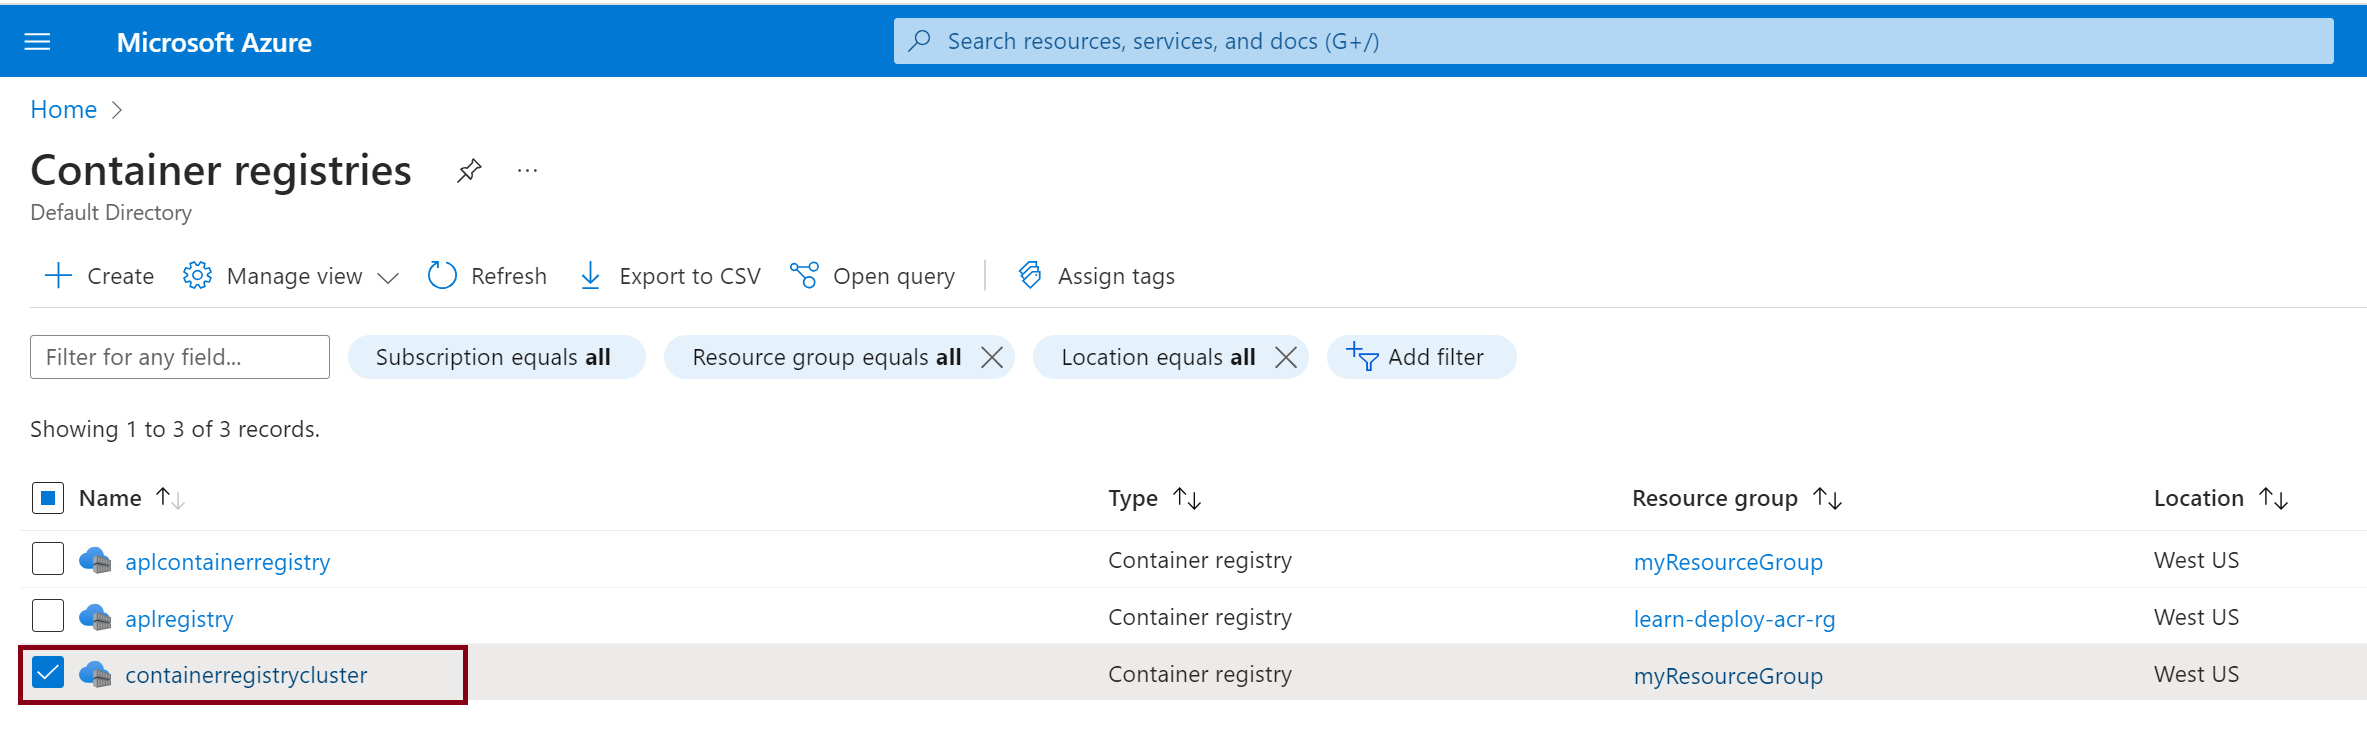 Microsoft Azure
Search resources, services, and docs (G+/)
Home
Container registries
Default Directory
Create Manage view Refresh Export to CSV Open query Assign tags
Filter for any field... Subscription equals all Resource group equals all Location equals all Add filter
Showing 1 to 3 of 3 records.
Name Type Resource group Location
aplcontainerregistry Container registry myResourceGroup West US
aplregistry Container registry learn-deploy-acr-rg West US
containerregistrycluster Container registry myResourceGroup West US